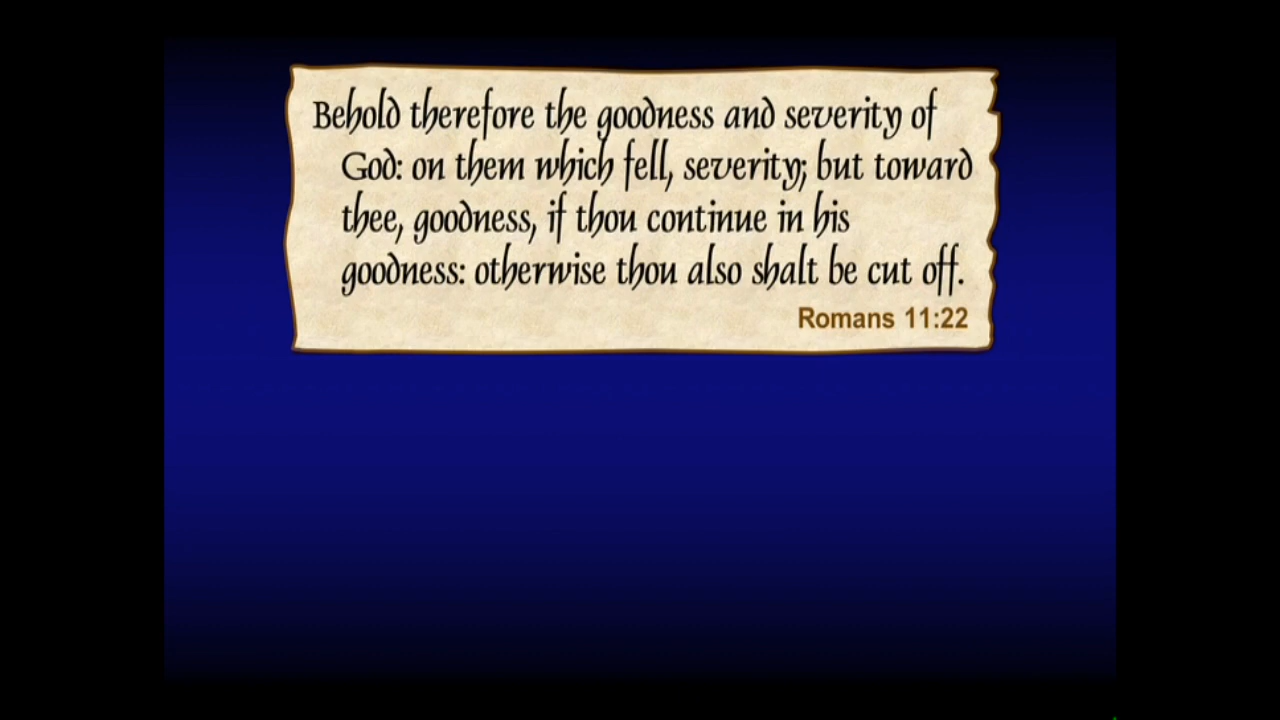 Behold therefore the goodness and severity of
God: on them which fell, severity; but toward
thee, goodness, if thou continue in his
goodness: otherwise thou also shalt be cut off.
Romans 11:22